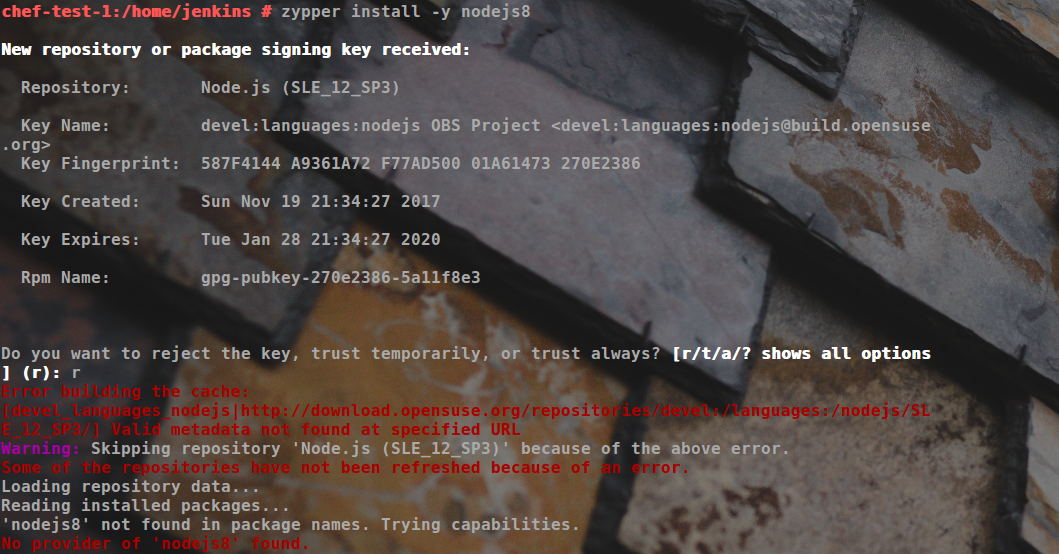 chef-test-1:/home/jenkins # zypper install -y nodejs8
New repository or package signing key received:
Repository: Node.js (SLE_12_SP3)
Key Name: devel:languages:nodejs OBS Project <devel:languages:nodejs@build.opensuse
.org>
Key Fingerprint: 587F4144 A9361A72 F77AD500 01A61473 270E2386
Key Created: Sun Nov 19 21:34:27 2017
Key Expires: Tue Jan 28 21:34:27 2020
Rpm Name: gpg-pubkey-270e2386-5a11f8e3
Do you want to reject the key, trust temporarily, or trust always? [r/t/a/? shows all options
] (r): r
Error building the cache:
[devel_languages_nodejs|http://download.opensuse.org/repositories/devel:/languages:/nodejs/SL
E_12_SP3/] Valid metadata not found at specified URL
Warning: Skipping repository 'Node.js (SLE_12_SP3)' because of the above error.
Some of the repositories have not been refreshed because of an error.
Loading repository data...
Reading installed packages...
'nodejs8' not found in package names. Trying capabilities.
No provider of 'nodejs8' found.